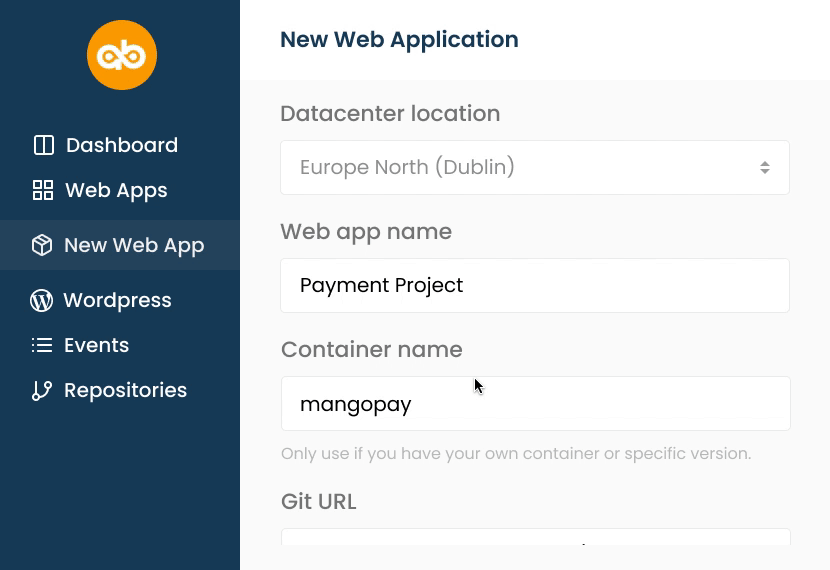 ab
New Web Application
Dashboard
Web Apps
New Web App
Wordpress
Events
Repositories
Datacenter location
Europe North (Dublin)
Web app name
Payment Project
Container name
mangopay
Only use if you have your own container or specific version.
Git URL